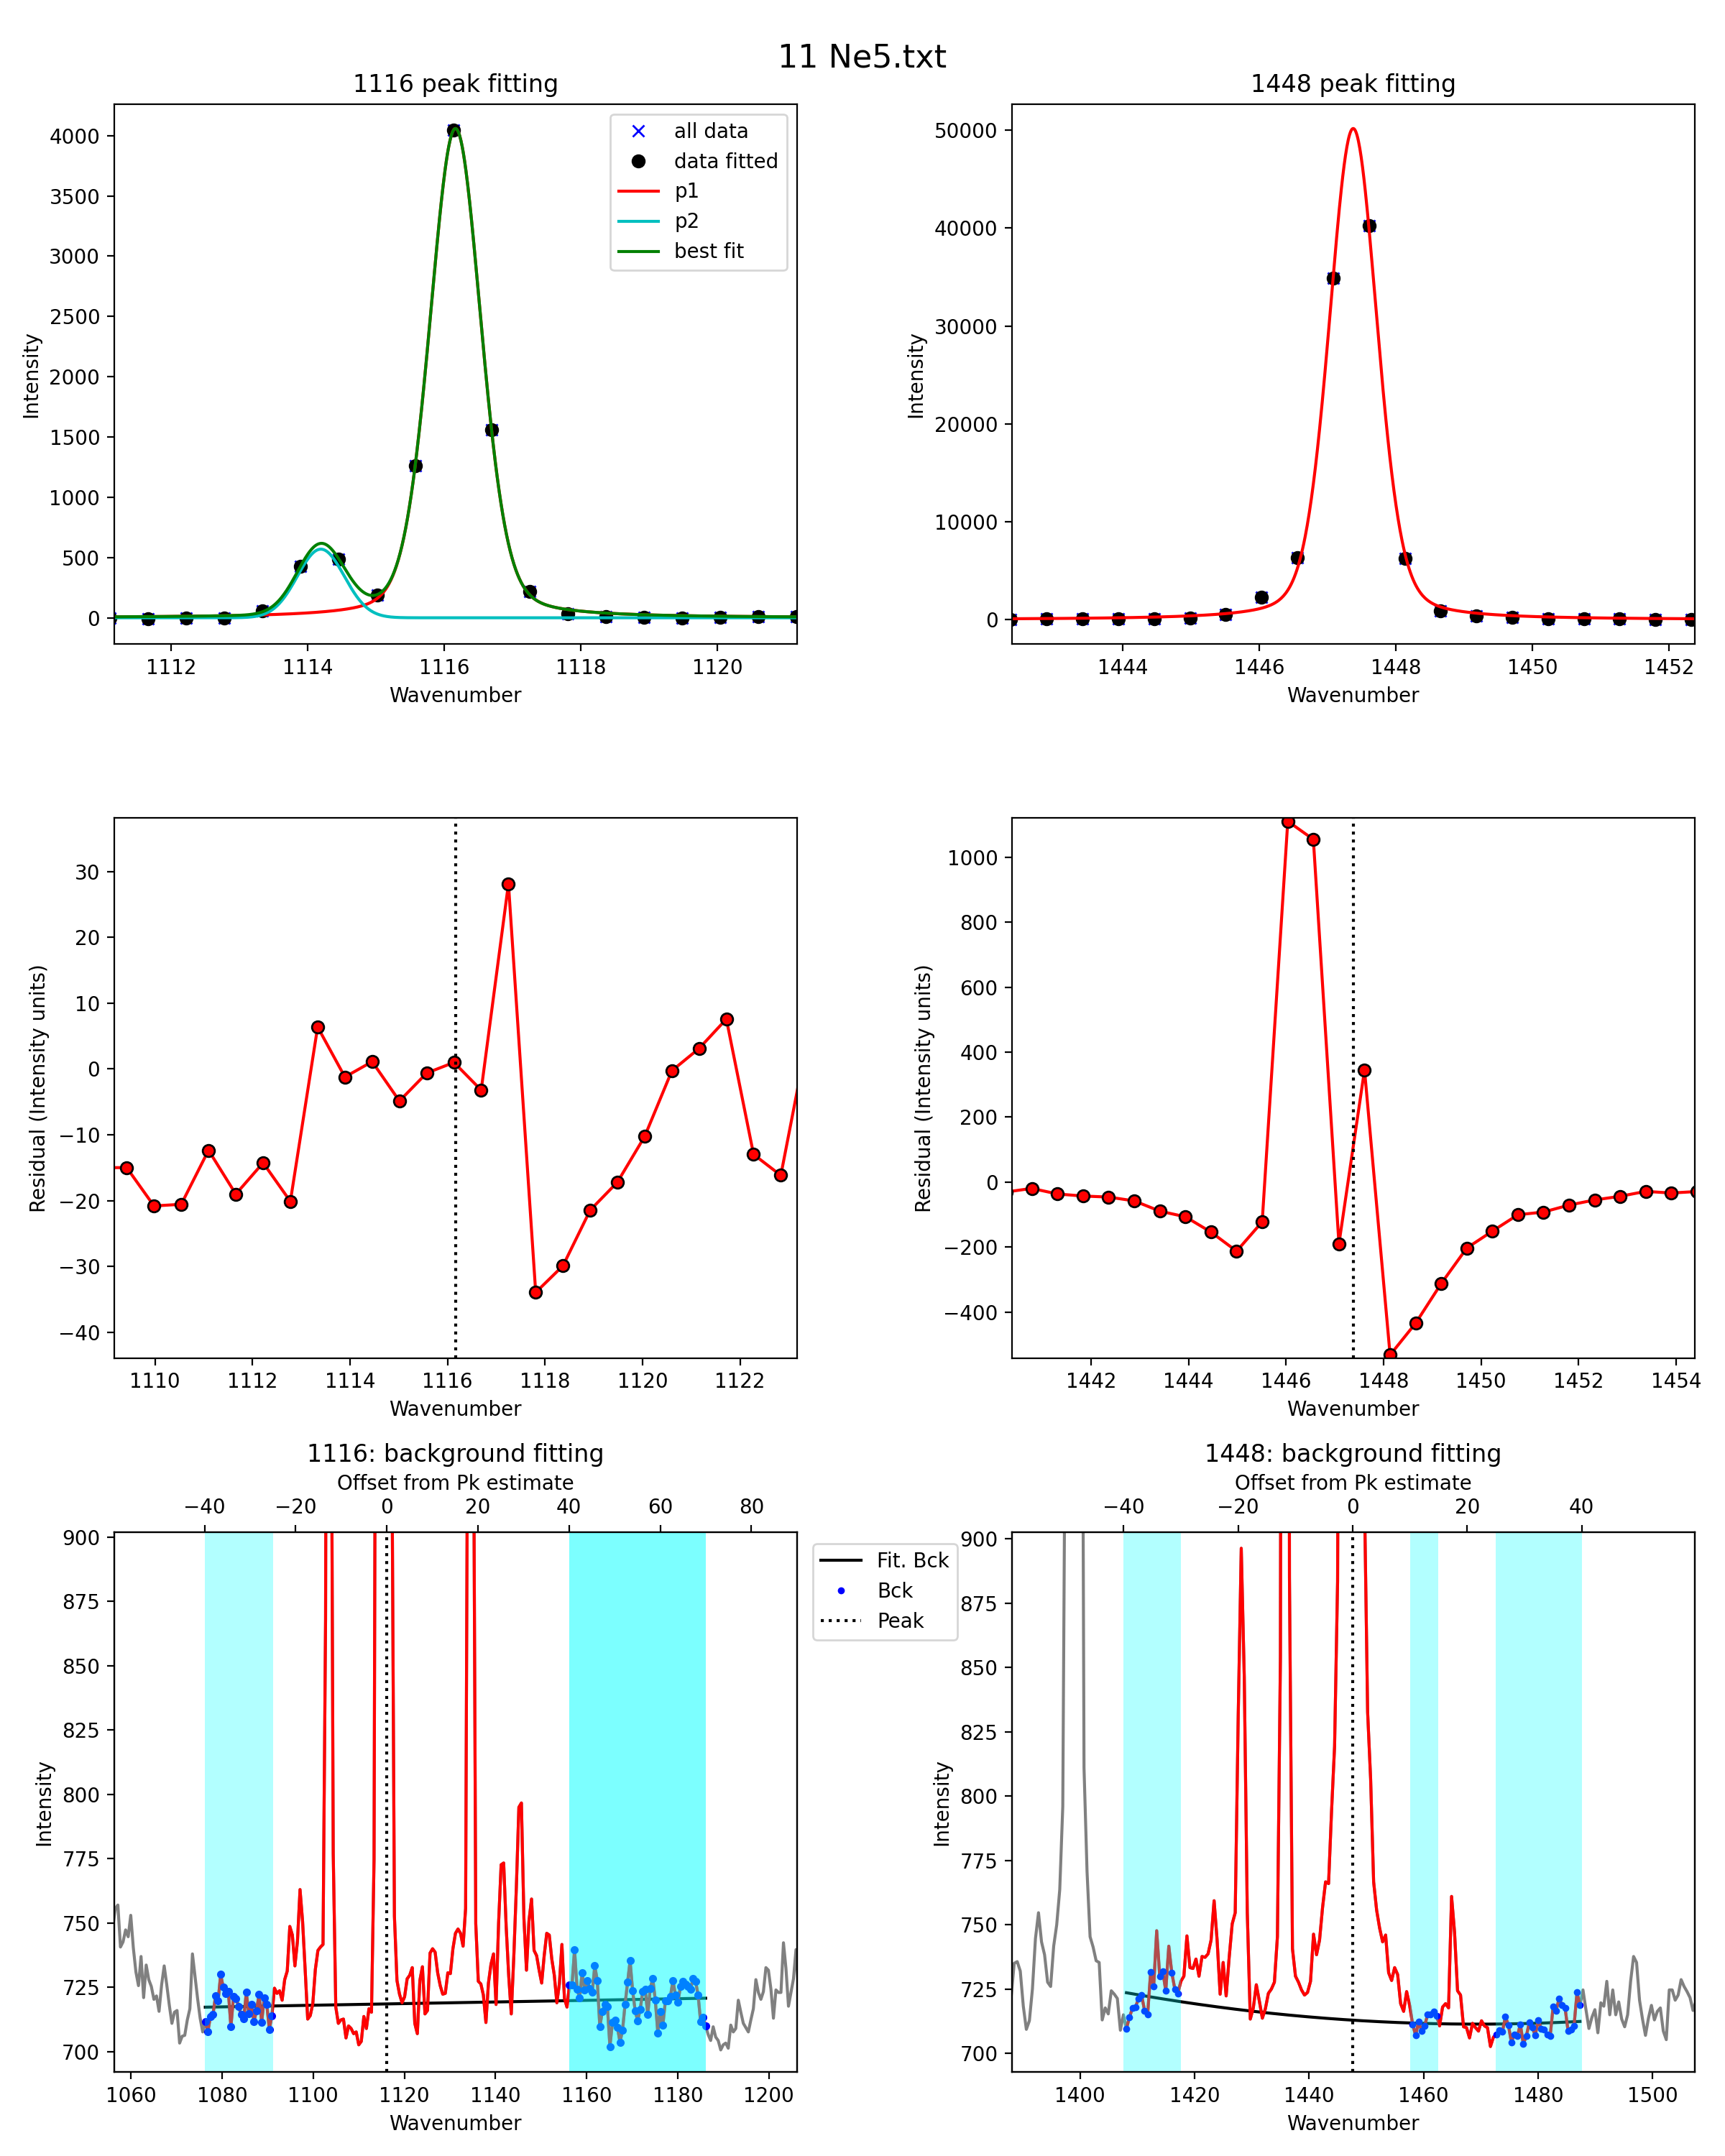 11 Ne5.txt
1116 peak fitting
4000
3500
3000
2500
2000
1500
1000
500
0
Intensity
all data
data fitted
p1
p2
best fit
1112 1114 1116 1118 1120
Wavenumber
1448 peak fitting
50000
40000
30000
20000
10000
0
Intensity
1444 1446 1448 1450 1452
Wavenumber
30
20
10
0
−10
−20
−30
−40
Residual (Intensity units)
1110 1112 1114 1116 1118 1120 1122
Wavenumber
1000
800
600
400
200
0
−200
−400
Residual (Intensity units)
1442 1444 1446 1448 1450 1452 1454
Wavenumber
1116: background fitting
Offset from Pk estimate
−40 −20 0 20 40 60 80
900
875
850
825
800
775
750
725
700
Intensity
1060 1080 1100 1120 1140 1160 1180 1200
Wavenumber
Fit. Bck
Bck
Peak
1448: background fitting
Offset from Pk estimate
−40 −20 0 20 40
900
875
850
825
800
775
750
725
700
Intensity
1400 1420 1440 1460 1480 1500
Wavenumber